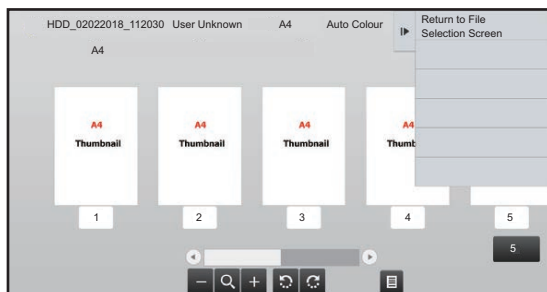 HDD_02022018_112030 User Unknown A4 Auto Colour
Return to File
Selection Screen
A4
A4
Thumbnail
A4
Thumbnail
A4
Thumbnail
A4
Thumb
1 2 3 4 5
5